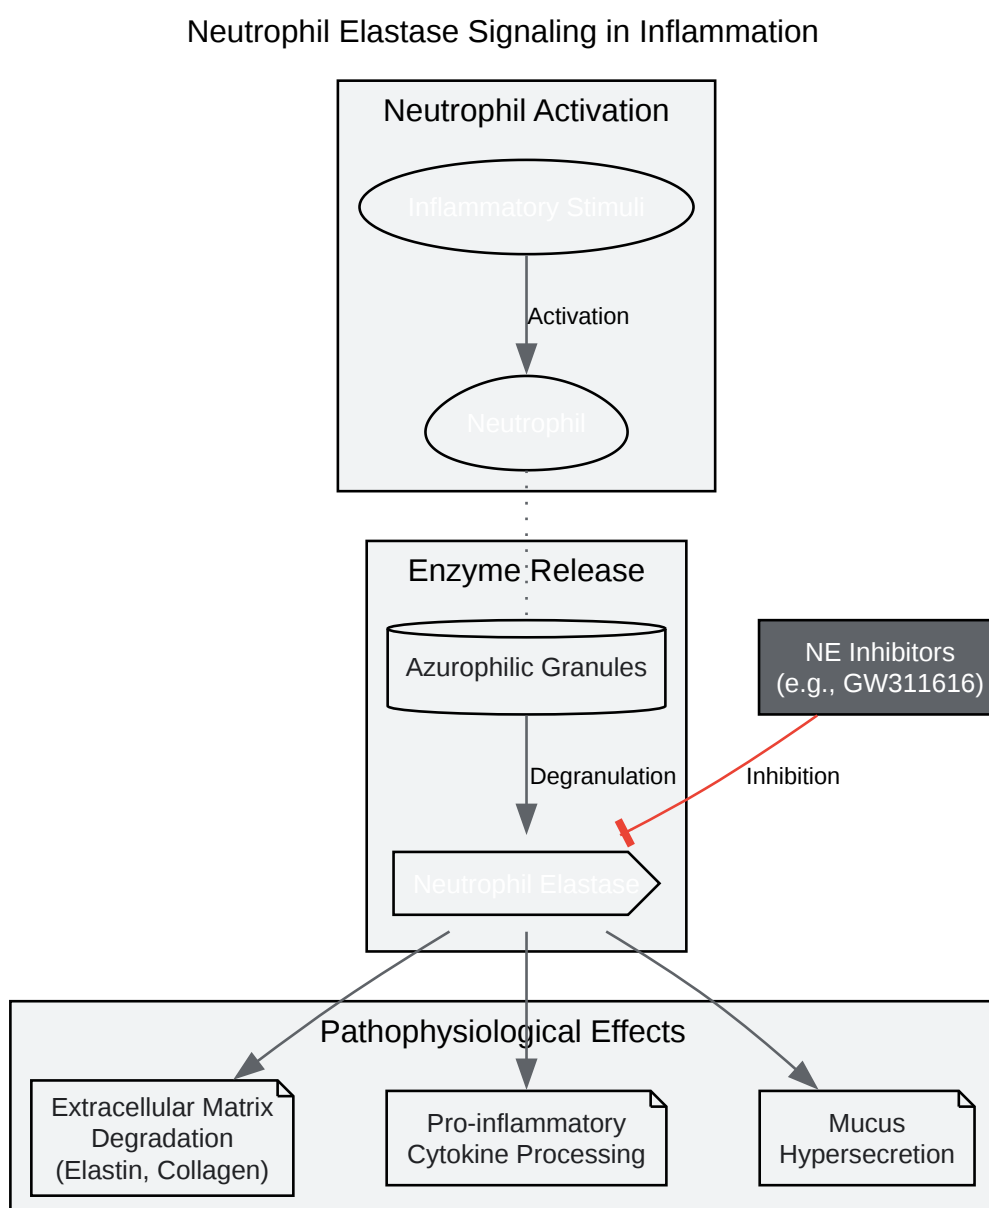 Neutrophil Elastase Signaling in Inflammation
Neutrophil Activation
Inflammatory Stimuli
Activation
Neutrophil
Enzyme Release
Azurophilic Granules
NE Inhibitors
(e.g., GW311616)
Degranulation
Inhibition
Neutrophil Elastase
Pathophysiological Effects
Extracellular Matrix
Degradation
(Elastin, Collagen)
Pro-inflammatory
Cytokine Processing
Mucus
Hypersecretion